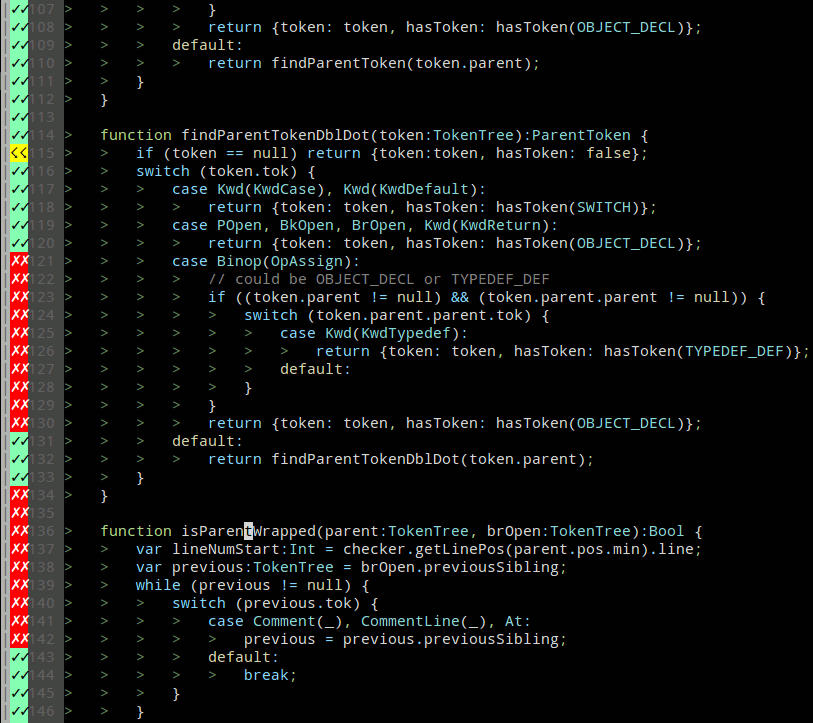 ✓✓107 > > > > }
✓✓108 > > > > return {token: token, hasToken: hasToken(OBJECT_DECL)};
✓✓109 > > > default:
✓✓110 > > > > return findParentToken(token.parent);
✓✓111 > > }
✓✓112 > }
✓✓113
✓✓114 > function findParentTokenDblDot(token:TokenTree):ParentToken {
<<115 > > if (token == null) return {token:token, hasToken: false};
✓✓116 > > switch (token.tok) {
✓✓117 > > > case Kwd(KwdCase), Kwd(KwdDefault):
✓✓118 > > > > return {token: token, hasToken: hasToken(SWITCH)};
✓✓119 > > > case POpen, BkOpen, BrOpen, Kwd(KwdReturn):
✓✓120 > > > > return {token: token, hasToken: hasToken(OBJECT_DECL)};
✗✗121 > > > case Binop(OpAssign):
✗✗122 > > > > // could be OBJECT_DECL or TYPEDEF_DEF
✗✗123 > > > > if ((token.parent != null) && (token.parent.parent != null)) {
✗✗124 > > > > > switch (token.parent.parent.tok) {
✗✗125 > > > > > > case Kwd(KwdTypedef):
✗✗126 > > > > > > > return {token: token, hasToken: hasToken(TYPEDEF_DEF)};
✗✗127 > > > > > > default:
✗✗128 > > > > > }
✗✗129 > > > > }
✗✗130 > > > > return {token: token, hasToken: hasToken(OBJECT_DECL)};
✓✓131 > > > default:
✓✓132 > > > > return findParentTokenDblDot(token.parent);
✓✓133 > > }
✗✗134 > }
✗✗135
✗✗136 > function isParentWrapped(parent:TokenTree, brOpen:TokenTree):Bool {
✗✗137 > > var lineNumStart:Int = checker.getLinePos(parent.pos.min).line;
✗✗138 > > var previous:TokenTree = brOpen.previousSibling;
✗✗139 > > while (previous != null) {
✗✗140 > > > switch (previous.tok) {
✗✗141 > > > > case Comment(_), CommentLine(_), At:
✗✗142 > > > > > previous = previous.previousSibling;
✓✓143 > > > > default:
✓✓144 > > > > > break;
✓✓145 > > > }
✓✓146 > > }